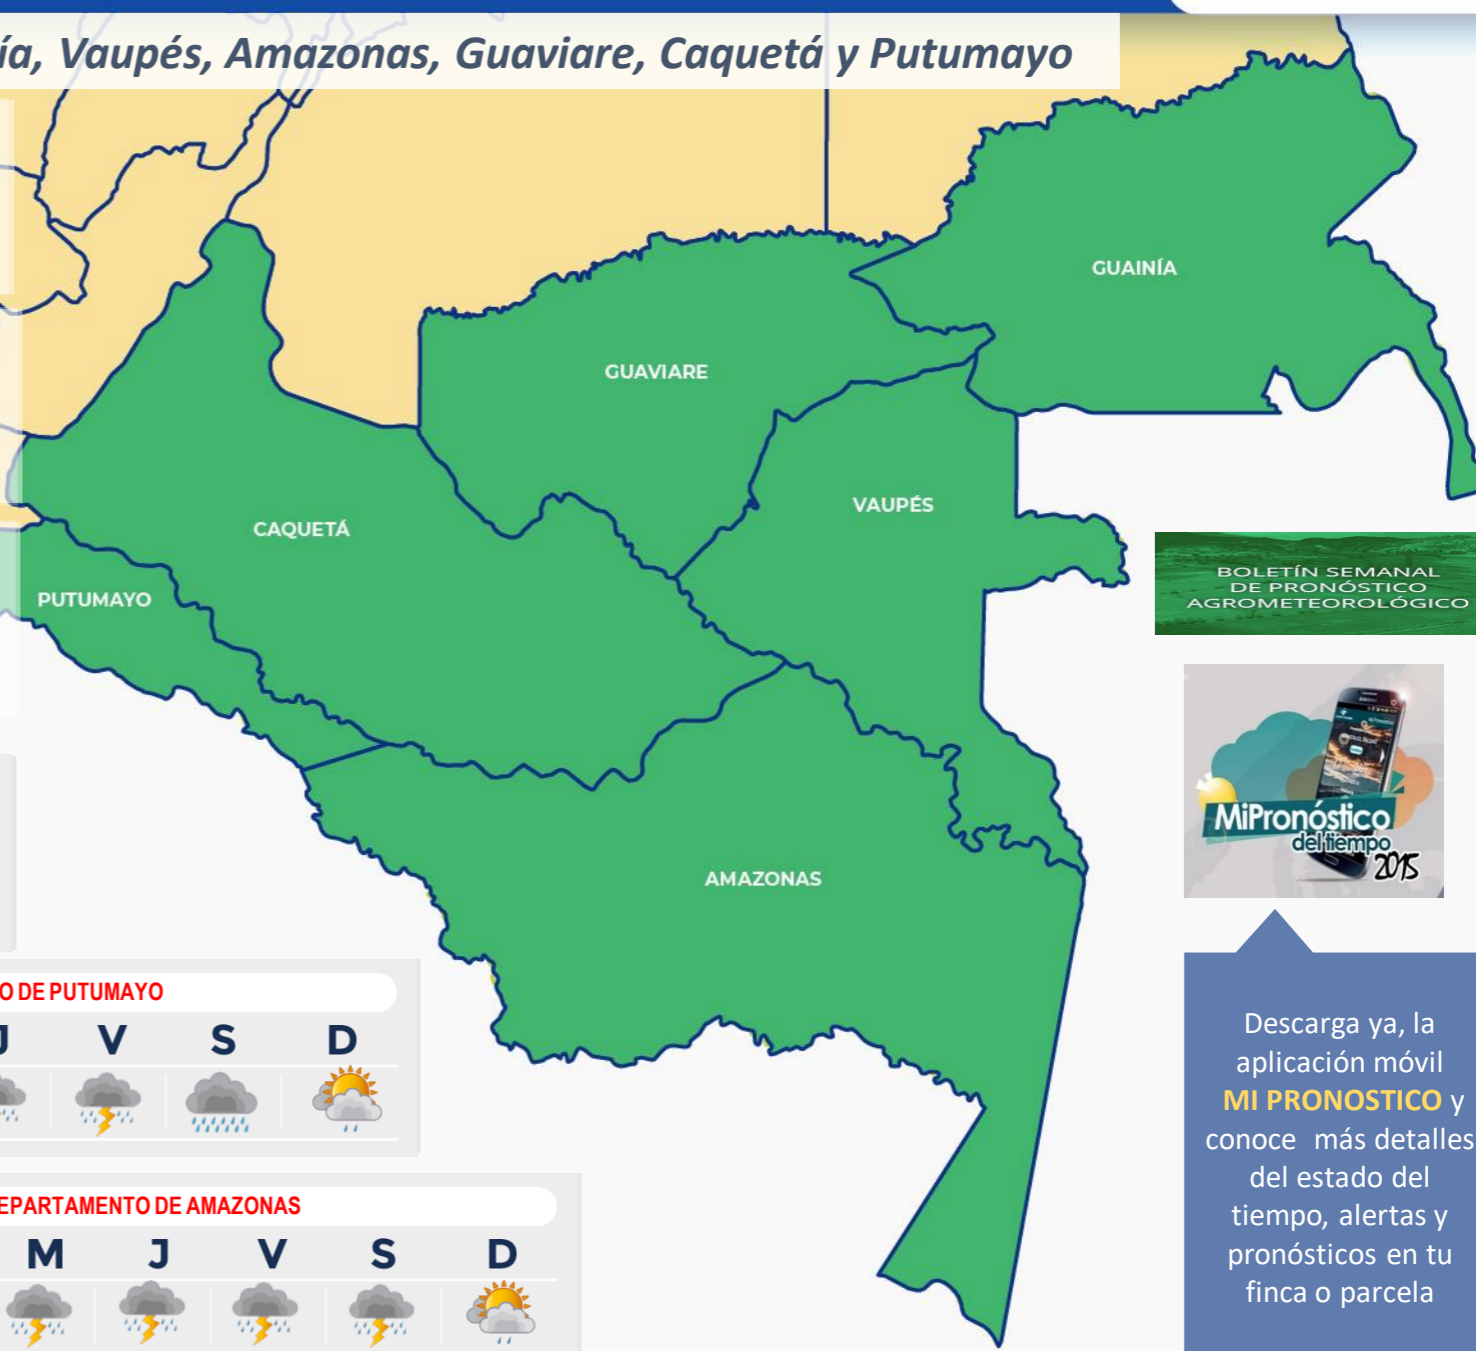 ía, Vaupés, Amazonas, Guaviare, Caquetá y Putumayo
GUAINÍA
GUAVIARE
VAUPÉS
CAQUETÁ
PUTUMAYO
AMAZONAS
BOLETÍN SEMANAL
DE PRONÓSTICO
AGROMETEOROLÓGICO
MiPronóstico
del tiempo
2015
O DE PUTUMAYO
J V S D
EPARTAMENTO DE AMAZONAS
M J V S D
Descarga ya, la
aplicación móvil
MI PRONOSTICO y
conoce más detalles
del estado del
tiempo, alertas y
pronósticos en tu
finca o parcela